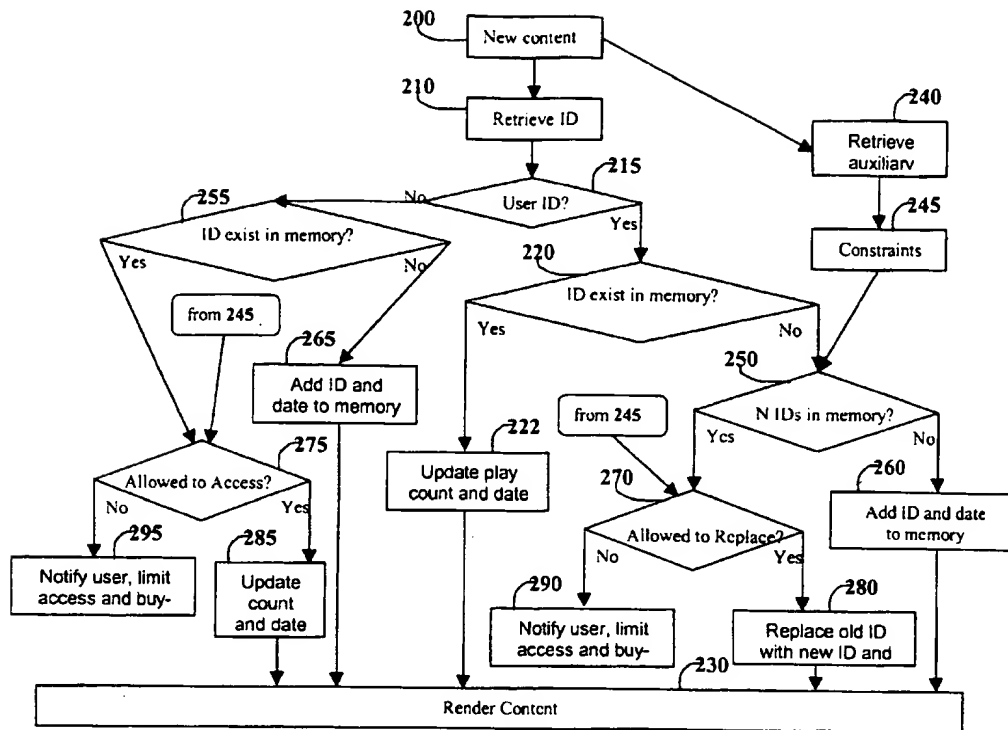 200
New content
210
Retrieve ID
240
Retrieve
auxiliary
215
User ID?
No
Yes
255
ID exist in memory?
Yes
No
245
Constraints
220
ID exist in memory?
Yes
No
from 245
265
Add ID and
date to memory
250
N IDs in memory?
Yes
No
from 245
222
Update play
count and date
275
Allowed to Access?
No
Yes
270
Allowed to Replace?
No
Yes
260
Add ID and date
to memory
295
Notify user, limit
access and buy-
285
Update
count
and date
290
Notify user, limit
access and buy-
280
Replace old ID
with new ID and
230
Render Content